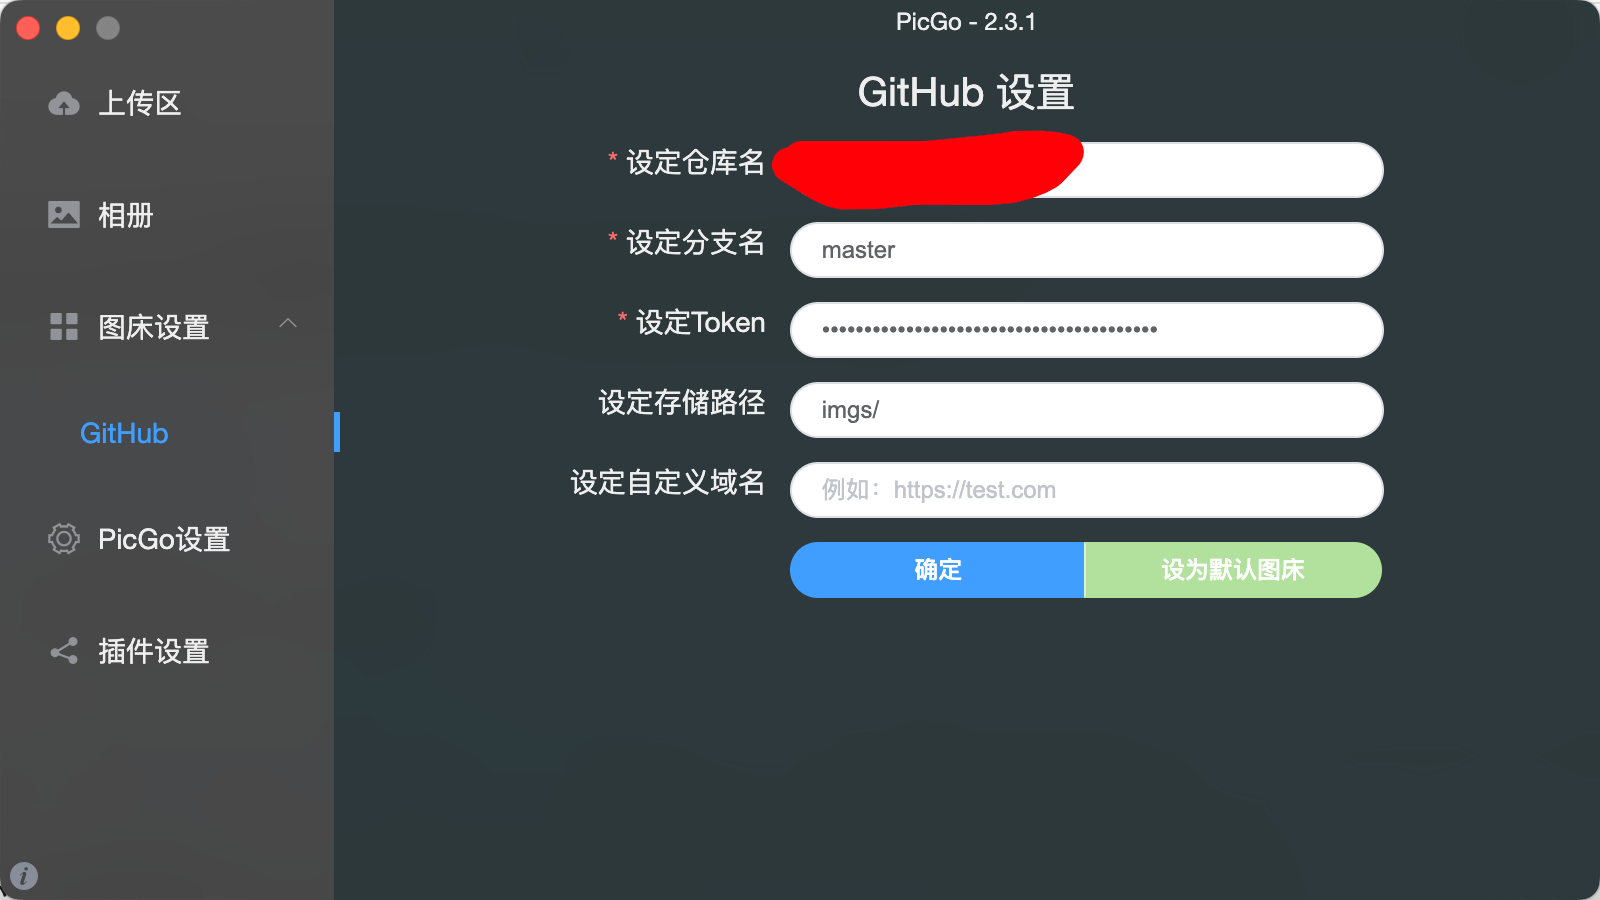 PicGo - 2.3.1
上传区
相册
图床设置
GitHub
PicGo设置
插件设置
GitHub 设置
* 设定仓库名
* 设定分支名
master
* 设定Token
••••••••••••••••••••••••••••••••••••••••
设定存储路径
imgs/
设定自定义域名
例如：https://test.com
确定
设为默认图床